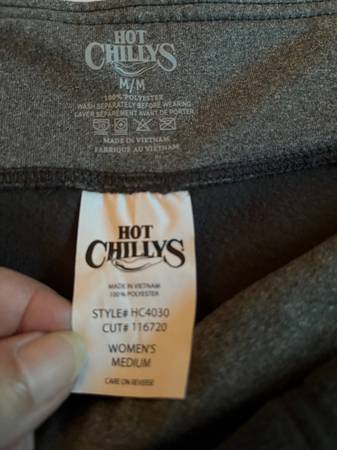 HOT
CHILLYS
M/M
100% POLYESTER
WASH SEPARATELY BEFORE WEARING
LAVER SÉPARÉMENT AVANT DE PORTER
MADE IN VIETNAM
FABRIQUE AU VIETNAM
HOT
CHILLYS
MADE IN VIETNAM
100% POLYESTER
STYLE# HC4030
CUT# 116720
WOMEN'S
MEDIUM
CARE ON REVERSE